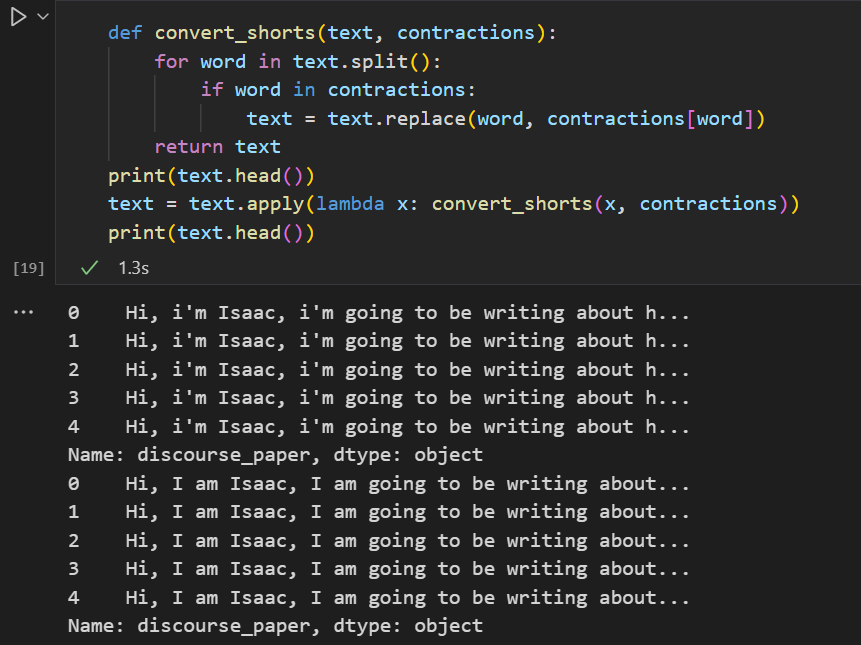 def convert_shorts(text, contractions):
for word in text.split():
if word in contractions:
text = text.replace(word, contractions[word])
return text
print(text.head())
text = text.apply(lambda x: convert_shorts(x, contractions))
print(text.head())
[19] ✓ 1.3s
... 0 Hi, i'm Isaac, i'm going to be writing about h...
1 Hi, i'm Isaac, i'm going to be writing about h...
2 Hi, i'm Isaac, i'm going to be writing about h...
3 Hi, i'm Isaac, i'm going to be writing about h...
4 Hi, i'm Isaac, i'm going to be writing about h...
Name: discourse_paper, dtype: object
0 Hi, I am Isaac, I am going to be writing about...
1 Hi, I am Isaac, I am going to be writing about...
2 Hi, I am Isaac, I am going to be writing about...
3 Hi, I am Isaac, I am going to be writing about...
4 Hi, I am Isaac, I am going to be writing about...
Name: discourse_paper, dtype: object